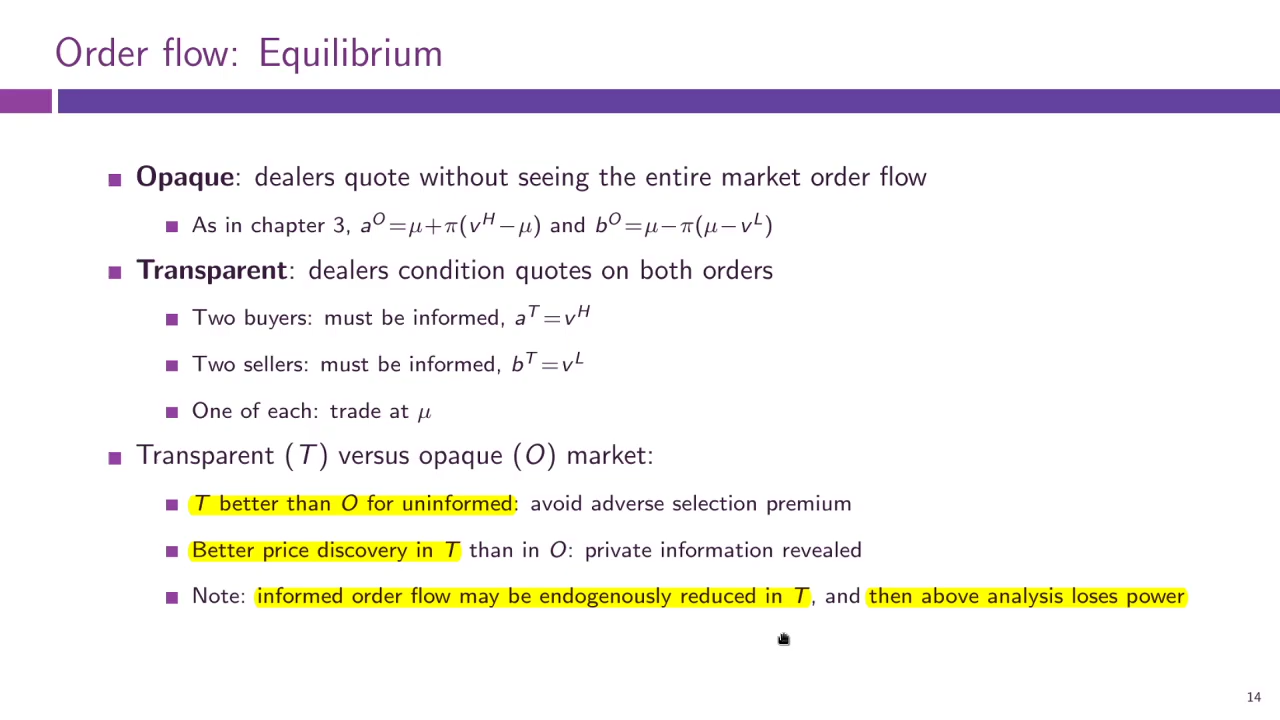 Order flow: Equilibrium
Opaque: dealers quote without seeing the entire market order flow
As in chapter 3, a^O=μ+π(v^H−μ) and b^O=μ−π(μ−v^L)
Transparent: dealers condition quotes on both orders
Two buyers: must be informed, a^T=v^H
Two sellers: must be informed, b^T=v^L
One of each: trade at μ
Transparent (T) versus opaque (O) market:
T better than O for uninformed: avoid adverse selection premium
Better price discovery in T than in O: private information revealed
Note: informed order flow may be endogenously reduced in T, and then above analysis loses power
14